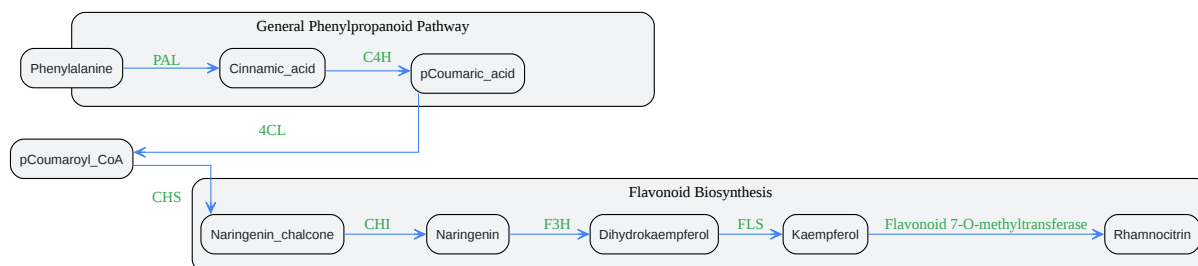 General Phenylpropanoid Pathway
Phenylalanine
PAL
Cinnamic_acid
C4H
pCoumaric_acid
4CL
pCoumaroyl_CoA
CHS
Flavonoid Biosynthesis
Naringenin_chalcone
CHI
Naringenin
F3H
Dihydrokaempferol
FLS
Kaempferol
Flavonoid 7-O-methyltransferase
Rhamnocitrin